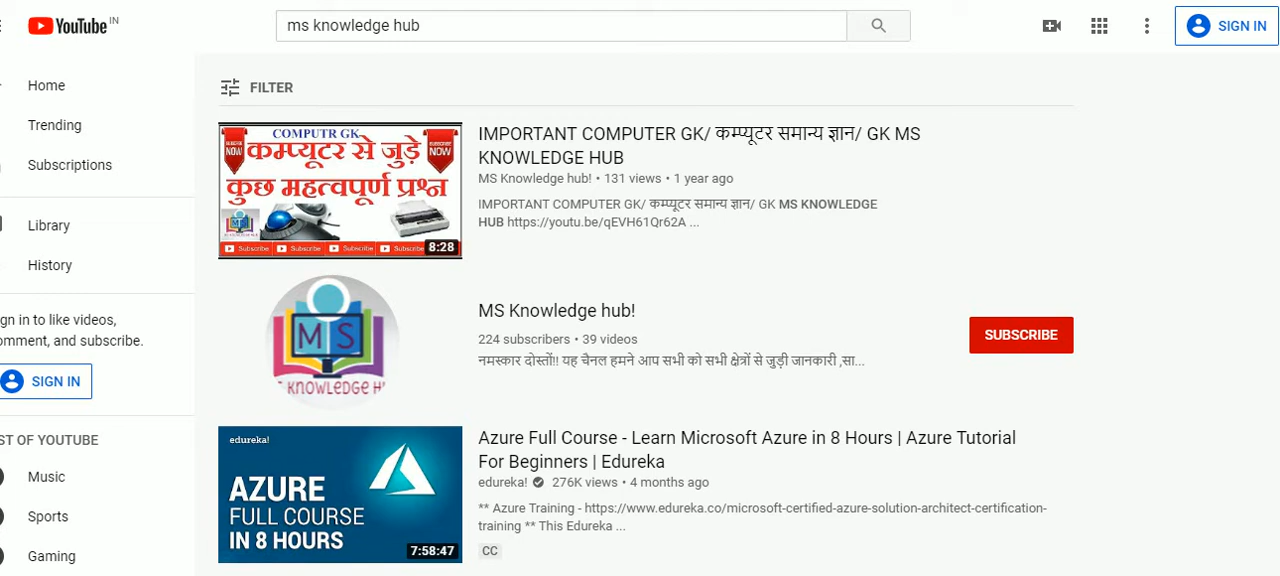 YouTube IN
ms knowledge hub
SIGN IN
Home
Trending
Subscriptions
Library
History
gn in to like videos,
omment, and subscribe.
SIGN IN
ST OF YOUTUBE
Music
Sports
Gaming
FILTER
COMPUTR GK
NOW
कम्प्यूटर से जुड़े
NOW
कुछ महत्वपूर्ण प्रश्न
Subscribe Subscribe Subscribe Subscribe
8:28
IMPORTANT COMPUTER GK/ कम्प्यूटर समान्य ज्ञान/ GK MS
KNOWLEDGE HUB
MS Knowledge hub! • 131 views • 1 year ago
IMPORTANT COMPUTER GK/ कम्प्यूटर समान्य ज्ञान/ GK MS KNOWLEDGE
HUB https://youtu.be/qEVH61Qr62A ...
MS
KNOWLEDGE H
MS Knowledge hub!
224 subscribers • 39 videos
नमस्कार दोस्तों!! यह चैनल हमने आप सभी को सभी क्षेत्रों से जुड़ी जानकारी ,सा...
SUBSCRIBE
edureka!
AZURE
FULL COURSE
IN 8 HOURS
7:58:47
Azure Full Course - Learn Microsoft Azure in 8 Hours | Azure Tutorial
For Beginners | Edureka
edureka! 276K views • 4 months ago
** Azure Training - https://www.edureka.co/microsoft-certified-azure-solution-architect-certification-
training ** This Edureka ...
CC